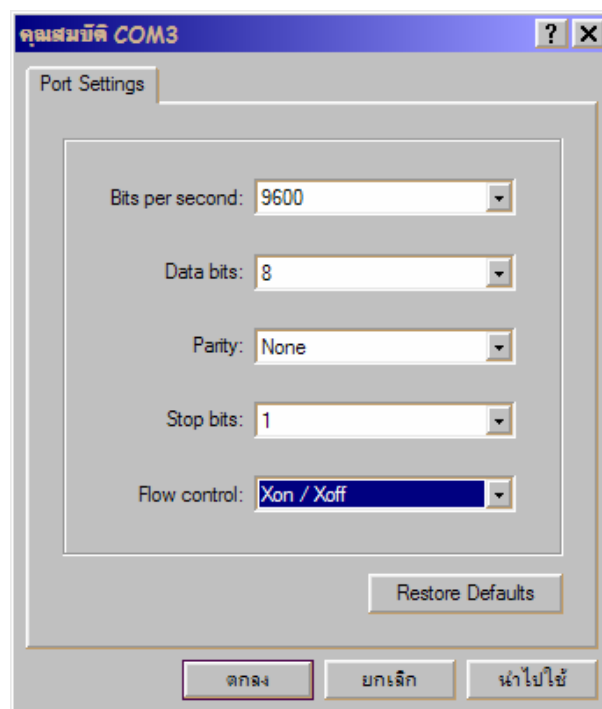 คุณสมบัติ COM3
Port Settings
Bits per second: 9600
Data bits: 8
Parity: None
Stop bits: 1
Flow control: Xon / Xoff
Restore Defaults
ตกลง ยกเลิก นำไปใช้